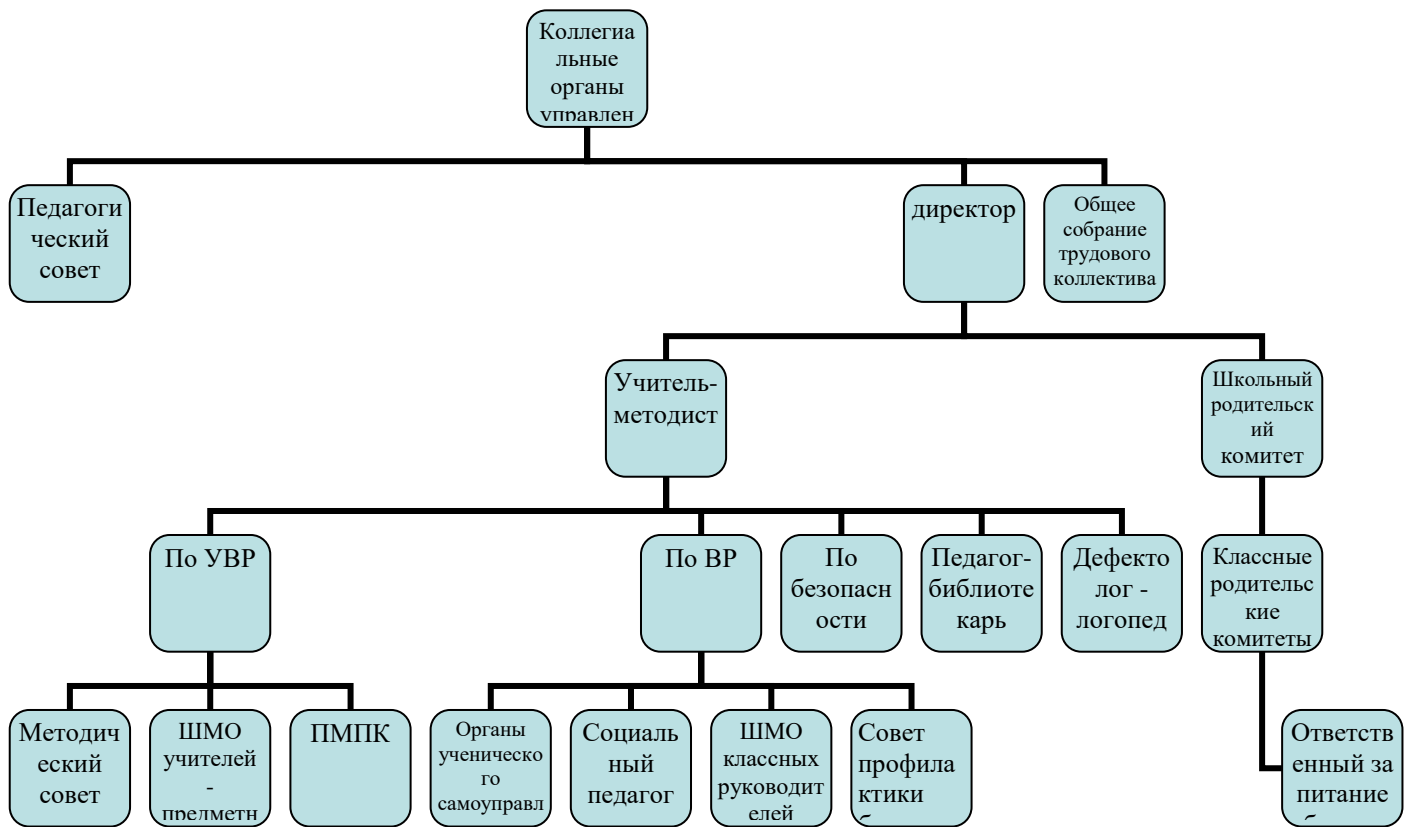 Коллегиа
льные
органы
управлен
Педагоги
ческий
совет
директор
Общее
собрание
трудового
коллектива
Учитель-
методист
Школьный
родительск
ий
комитет
По УВР
По ВР
По
безопасн
ости
Педагог-
библиоте
карь
Дефекто
лог -
логопед
Классные
родительс
кие
комитеты
Методич
еский
совет
ШМО
учителей
-
предметн
ПМПК
Органы
ученическо
го
самоуправл
Социаль
ный
педагог
ШМО
классных
руководит
елей
Совет
профила
ктики
Ответств
енный за
питание